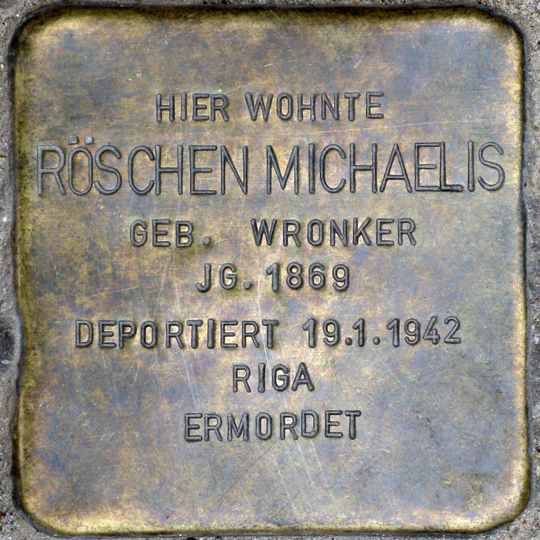 HIER WOHNTE
RÖSCHEN MICHAELIS
GEB. WRONKER
JG. 1869
DEPORTIERT 19.1.1942
RIGA
ERMORDET